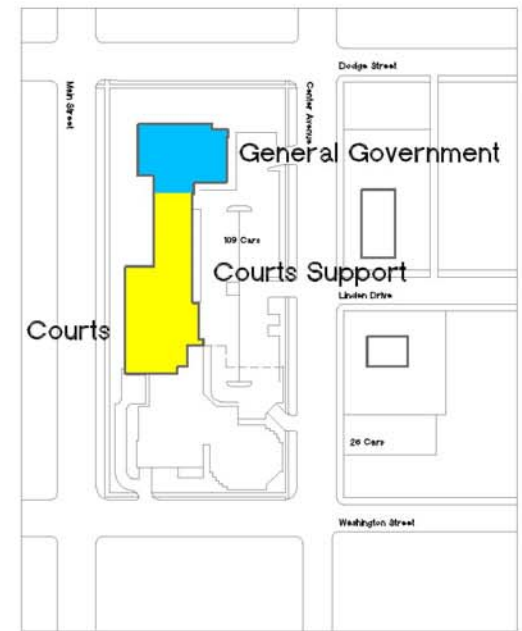 Dodge Street
Main Street
Center Avenue
General Government
109 Cars
Courts Support
Linden Drive
Courts
26 Cars
Washington Street